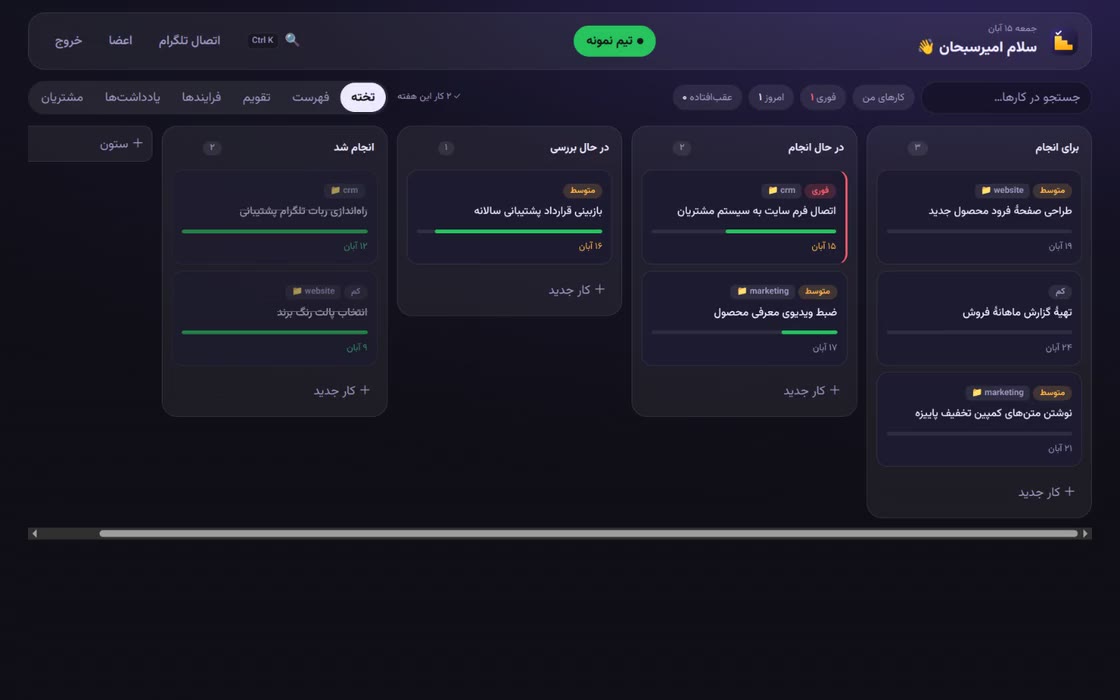 جمعه ۱۵ آبان
سلام امیرسبحان 👋
تیم نمونه
🔍 Ctrl K
اتصال تلگرام
اعضا
خروج
جستجو در کارها...
کارهای من
فوری ۱
امروز ۱
عقب‌افتاده ۰
✓ ۲ کار این هفته
تخته
فهرست
تقویم
فرایندها
یادداشت‌ها
مشتریان
برای انجام ۳
متوسط website
طراحی صفحهٔ فرود محصول جدید
۱۹ آبان
کم
تهیهٔ گزارش ماهانهٔ فروش
۲۴ آبان
متوسط marketing
نوشتن متن‌های کمپین تخفیف پاییزه
۲۱ آبان
+ کار جدید
در حال انجام ۲
فوری crm
اتصال فرم سایت به سیستم مشتریان
۱۵ آبان
متوسط marketing
ضبط ویدیوی معرفی محصول
۱۷ آبان
+ کار جدید
در حال بررسی ۱
متوسط
بازبینی قرارداد پشتیبانی سالانه
۱۶ آبان
+ کار جدید
انجام شد ۲
crm
راه‌اندازی ربات تلگرام پشتیبانی
۱۲ آبان
کم website
انتخاب پالت رنگ برند
۹ آبان
+ کار جدید
+ ستون